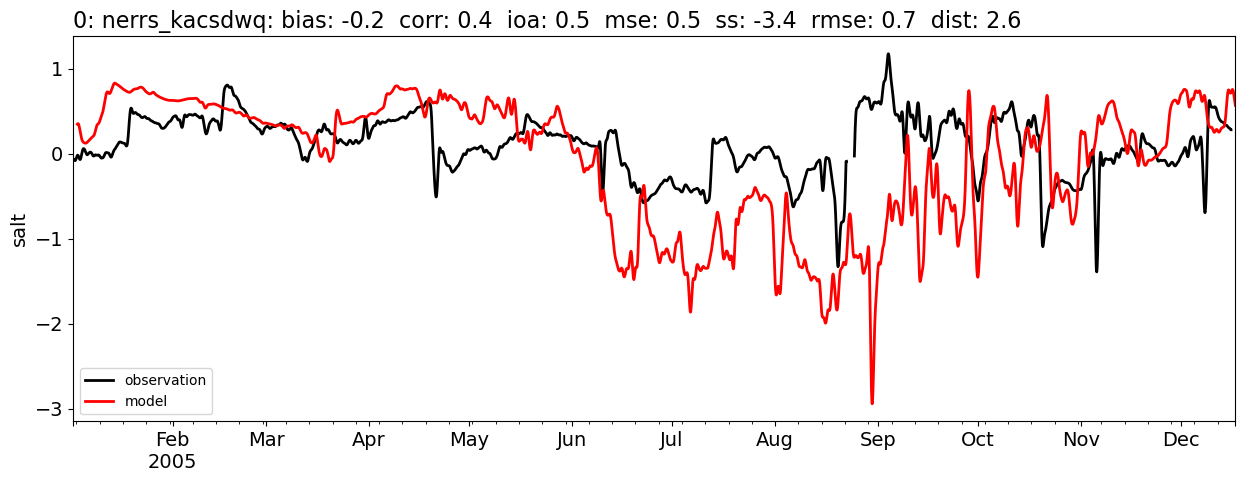 0: nerrs_kacsdwq: bias: -0.2  corr: 0.4  ioa: 0.5  mse: 0.5  ss: -3.4  rmse: 0.7  dist: 2.6
salt
1
0
−1
−2
−3
observation
model
Feb Mar Apr May Jun Jul Aug Sep Oct Nov Dec
2005